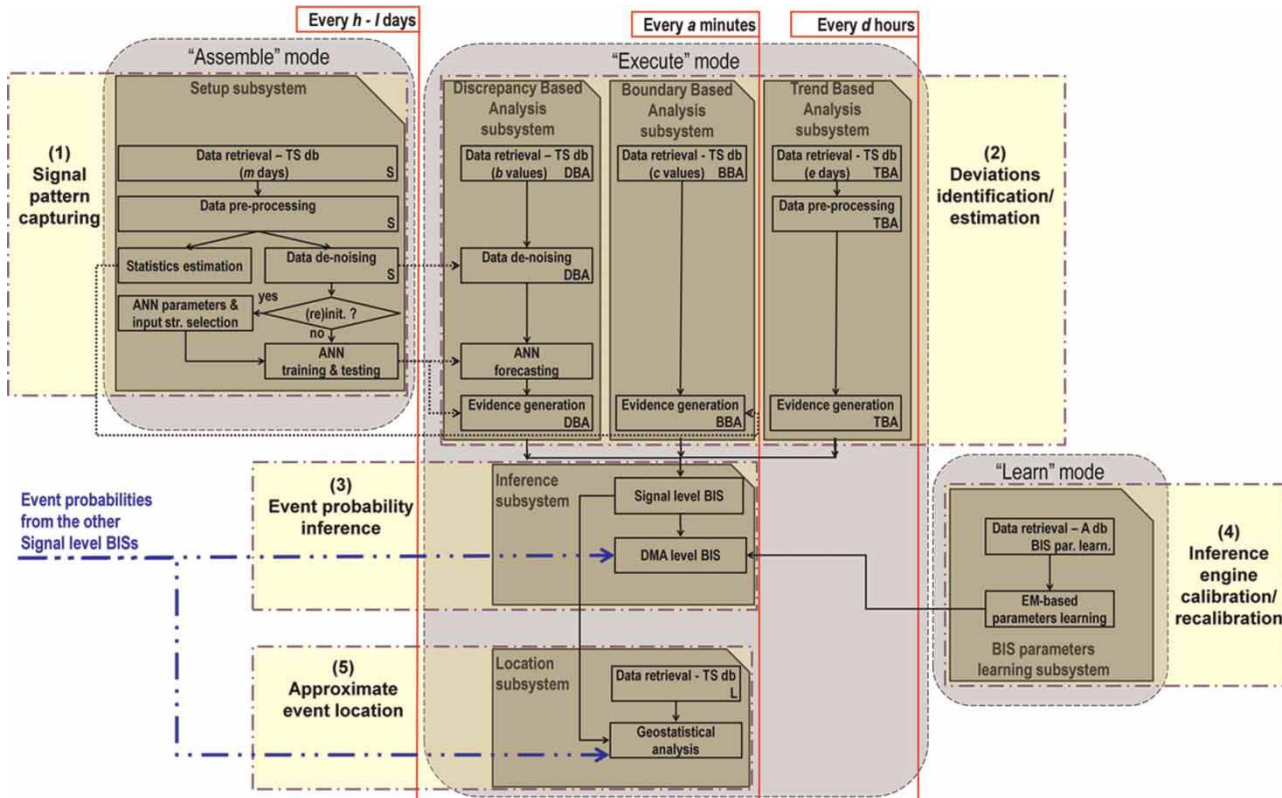 Every h - l days
Every a minutes
Every d hours
“Assemble” mode
“Execute” mode
(1)
Signal
pattern
capturing
Setup subsystem
Data retrieval – TS db
(m days)
S
Data pre-processing
S
Statistics estimation
Data de-noising
S
ANN parameters &
input str. selection
yes
(re)init. ?
no
ANN
training & testing
Discrepancy Based
Analysis
subsystem
Data retrieval – TS db
(b values) DBA
Data de-noising
DBA
ANN
forecasting
Evidence generation
DBA
Boundary Based
Analysis
subsystem
Data retrieval - TS db
(c values) BBA
Evidence generation
BBA
Trend Based
Analysis
subsystem
Data retrieval - TS db
(e days) TBA
Data pre-processing
TBA
Evidence generation
TBA
(2)
Deviations
identification/
estimation
(3)
Event probability
inference
Inference
subsystem
Signal level BIS
DMA level BIS
Event probabilities
from the other
Signal level BISs
“Learn” mode
Data retrieval – A db
BIS par. learn.
EM-based
parameters learning
BIS parameters
learning subsystem
(4)
Inference
engine
calibration/
recalibration
(5)
Approximate
event location
Location
subsystem
Data retrieval - TS db
L
Geostatistical
analysis